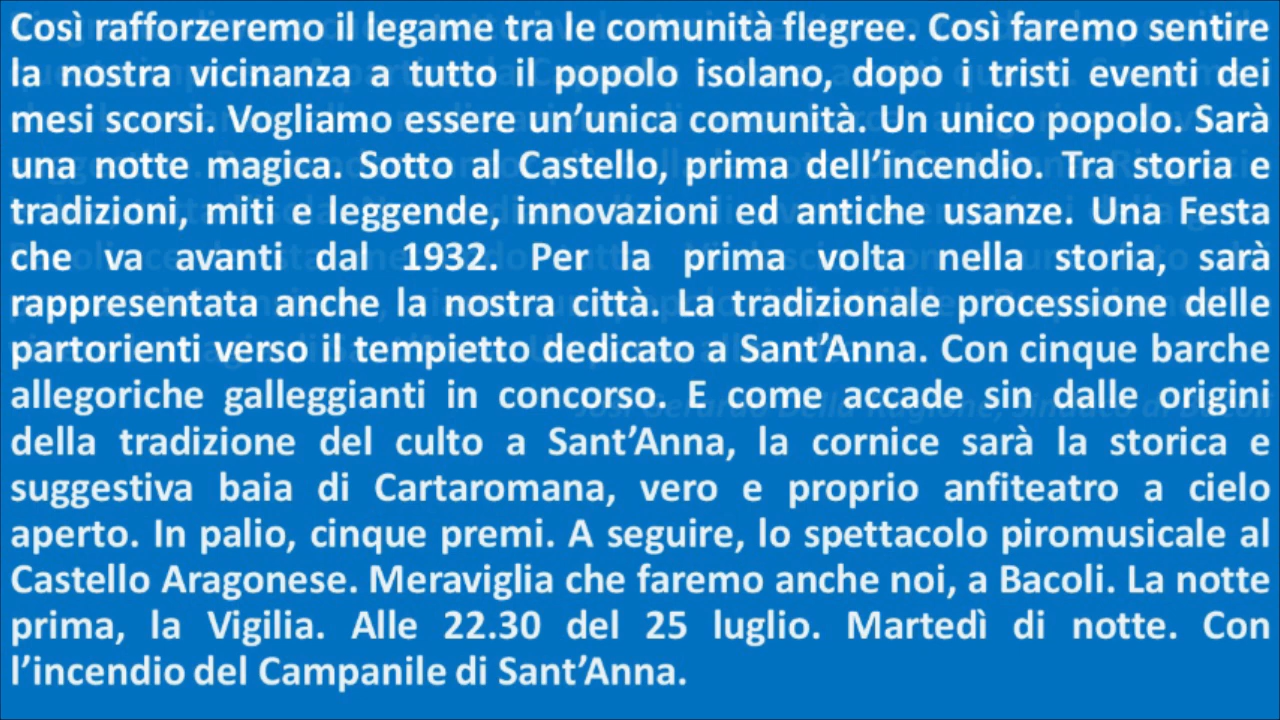 Così rafforzeremo il legame tra le comunità flegree. Così faremo sentire
la nostra vicinanza a tutto il popolo isolano, dopo i tristi eventi dei
mesi scorsi. Vogliamo essere un’unica comunità. Un unico popolo. Sarà
una notte magica. Sotto al Castello, prima dell’incendio. Tra storia e
tradizioni, miti e leggende, innovazioni ed antiche usanze. Una Festa
che va avanti dal 1932. Per la prima volta nella storia, sarà
rappresentata anche la nostra città. La tradizionale processione delle
partorienti verso il tempietto dedicato a Sant’Anna. Con cinque barche
allegoriche galleggianti in concorso. E come accade sin dalle origini
della tradizione del culto a Sant’Anna, la cornice sarà la storica e
suggestiva baia di Cartaromana, vero e proprio anfiteatro a cielo
aperto. In palio, cinque premi. A seguire, lo spettacolo piromusicale al
Castello Aragonese. Meraviglia che faremo anche noi, a Bacoli. La notte
prima, la Vigilia. Alle 22.30 del 25 luglio. Martedì di notte. Con
l’incendio del Campanile di Sant’Anna.